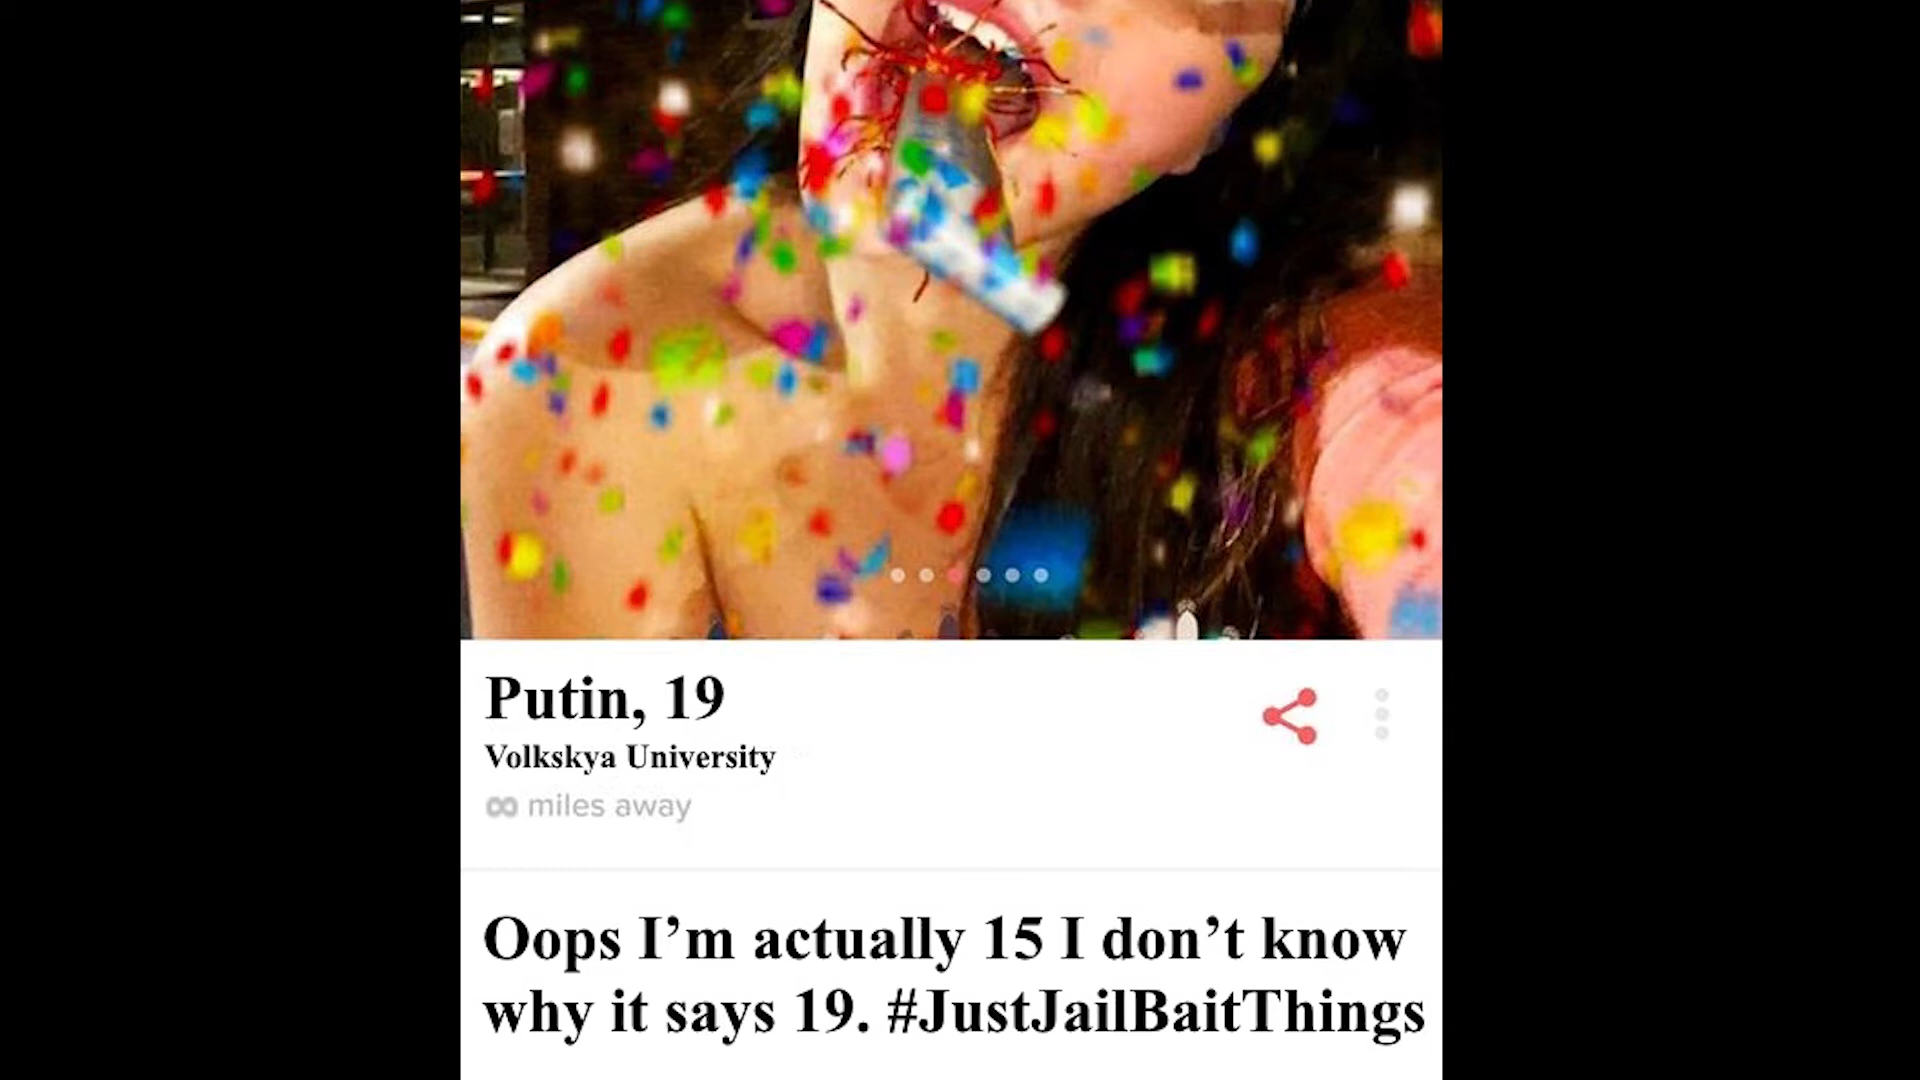 Putin, 19
Volkskya University
∞ miles away
Oops I’m actually 15 I don’t know
why it says 19. #JustJailBaitThings